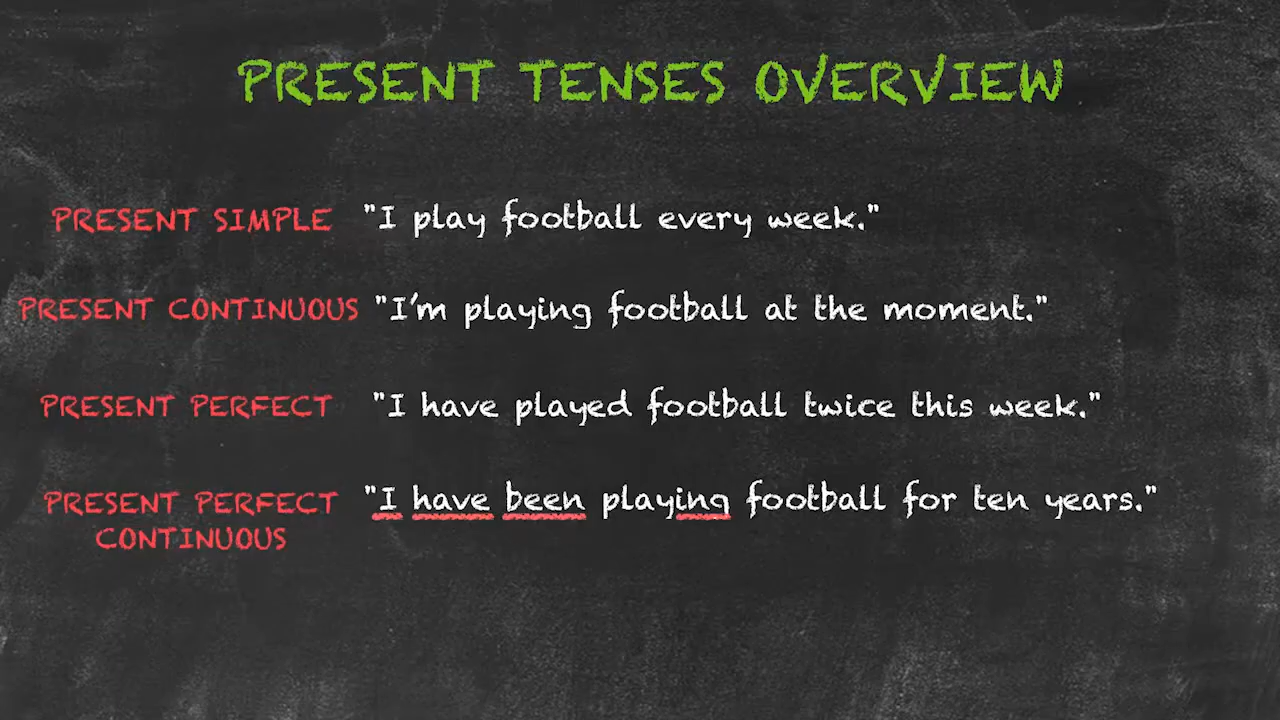 PRESENT TENSES OVERVIEW
PRESENT SIMPLE "I play football every week."
PRESENT CONTINUOUS "I'm playing football at the moment."
PRESENT PERFECT "I have played football twice this week."
PRESENT PERFECT "I have been playing football for ten years."
CONTINUOUS